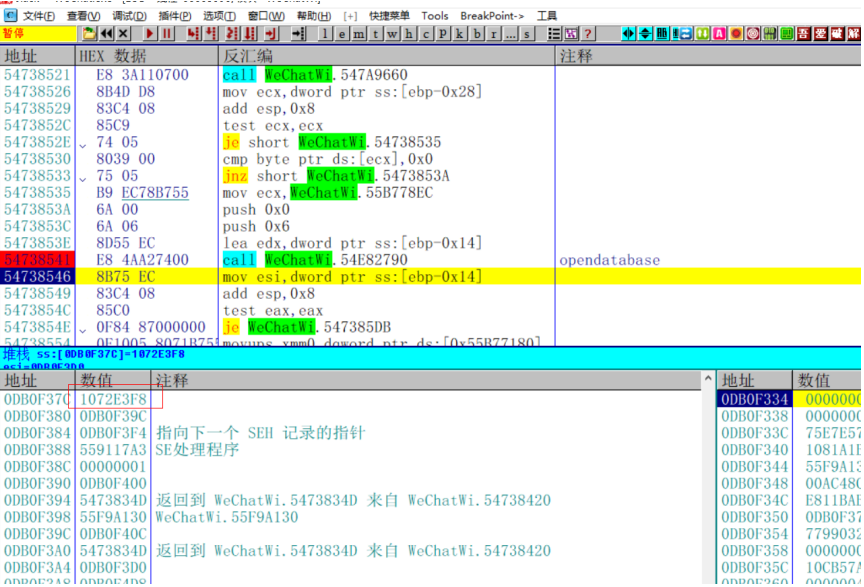 文件(F) 查看(V) 调试(D) 插件(P) 选项(T) 窗口(W) 帮助(H) [+] 快捷菜单 Tools BreakPoint-> 工具
暂停 l e m t w h c p k b r ... s ?
地址 HEX 数据 反汇编 注释
54738521 E8 3A110700 call WeChatWi.547A9660
54738526 8B4D D8 mov ecx,dword ptr ss:[ebp-0x28]
54738529 83C4 08 add esp,0x8
5473852C 85C9 test ecx,ecx
5473852E 74 05 je short WeChatWi.54738535
54738530 8039 00 cmp byte ptr ds:[ecx],0x0
54738533 75 05 jnz short WeChatWi.5473853A
54738535 B9 EC78B755 mov ecx,WeChatWi.55B778EC
5473853A 6A 00 push 0x0
5473853C 6A 06 push 0x6
5473853E 8D55 EC lea edx,dword ptr ss:[ebp-0x14]
54738541 E8 4AA27400 call WeChatWi.54E82790 opendatabase
54738546 8B75 EC mov esi,dword ptr ss:[ebp-0x14]
54738549 83C4 08 add esp,0x8
5473854C 85C0 test eax,eax
5473854E 0F84 87000000 je WeChatWi.547385DB
54738554 0F1005 8071B755 movups xmm0,dqword ptr ds:[0x55B77180]
堆栈 ss:[0DB0F37C]=1072E3F8
esi=0DB0F3D0
地址 数值 注释 地址 数值
0DB0F37C 1072E3F8 0DB0F334 0000000
0DB0F380 0DB0F39C 0DB0F338 0000000
0DB0F384 0DB0F3F4 指向下一个 SEH 记录的指针 0DB0F33C 75E7E57
0DB0F388 559117A3 SE处理程序 0DB0F340 1081A1E
0DB0F38C 00000001 0DB0F344 55F9A13
0DB0F390 0DB0F400 0DB0F348 00AC480
0DB0F394 5473834D 返回到 WeChatWi.5473834D 来自 WeChatWi.54738420 0DB0F34C E811BAE
0DB0F398 55F9A130 WeChatWi.55F9A130 0DB0F350 0DB0F37
0DB0F39C 0DB0F40C 0DB0F354 7799032
0DB0F3A0 5473834D 返回到 WeChatWi.5473834D 来自 WeChatWi.54738420 0DB0F358 0000000
0DB0F3A4 0DB0F3D0 0DB0F35C 10CB57A
0DB0F3A8 0DB0F4D8 0DB0F360